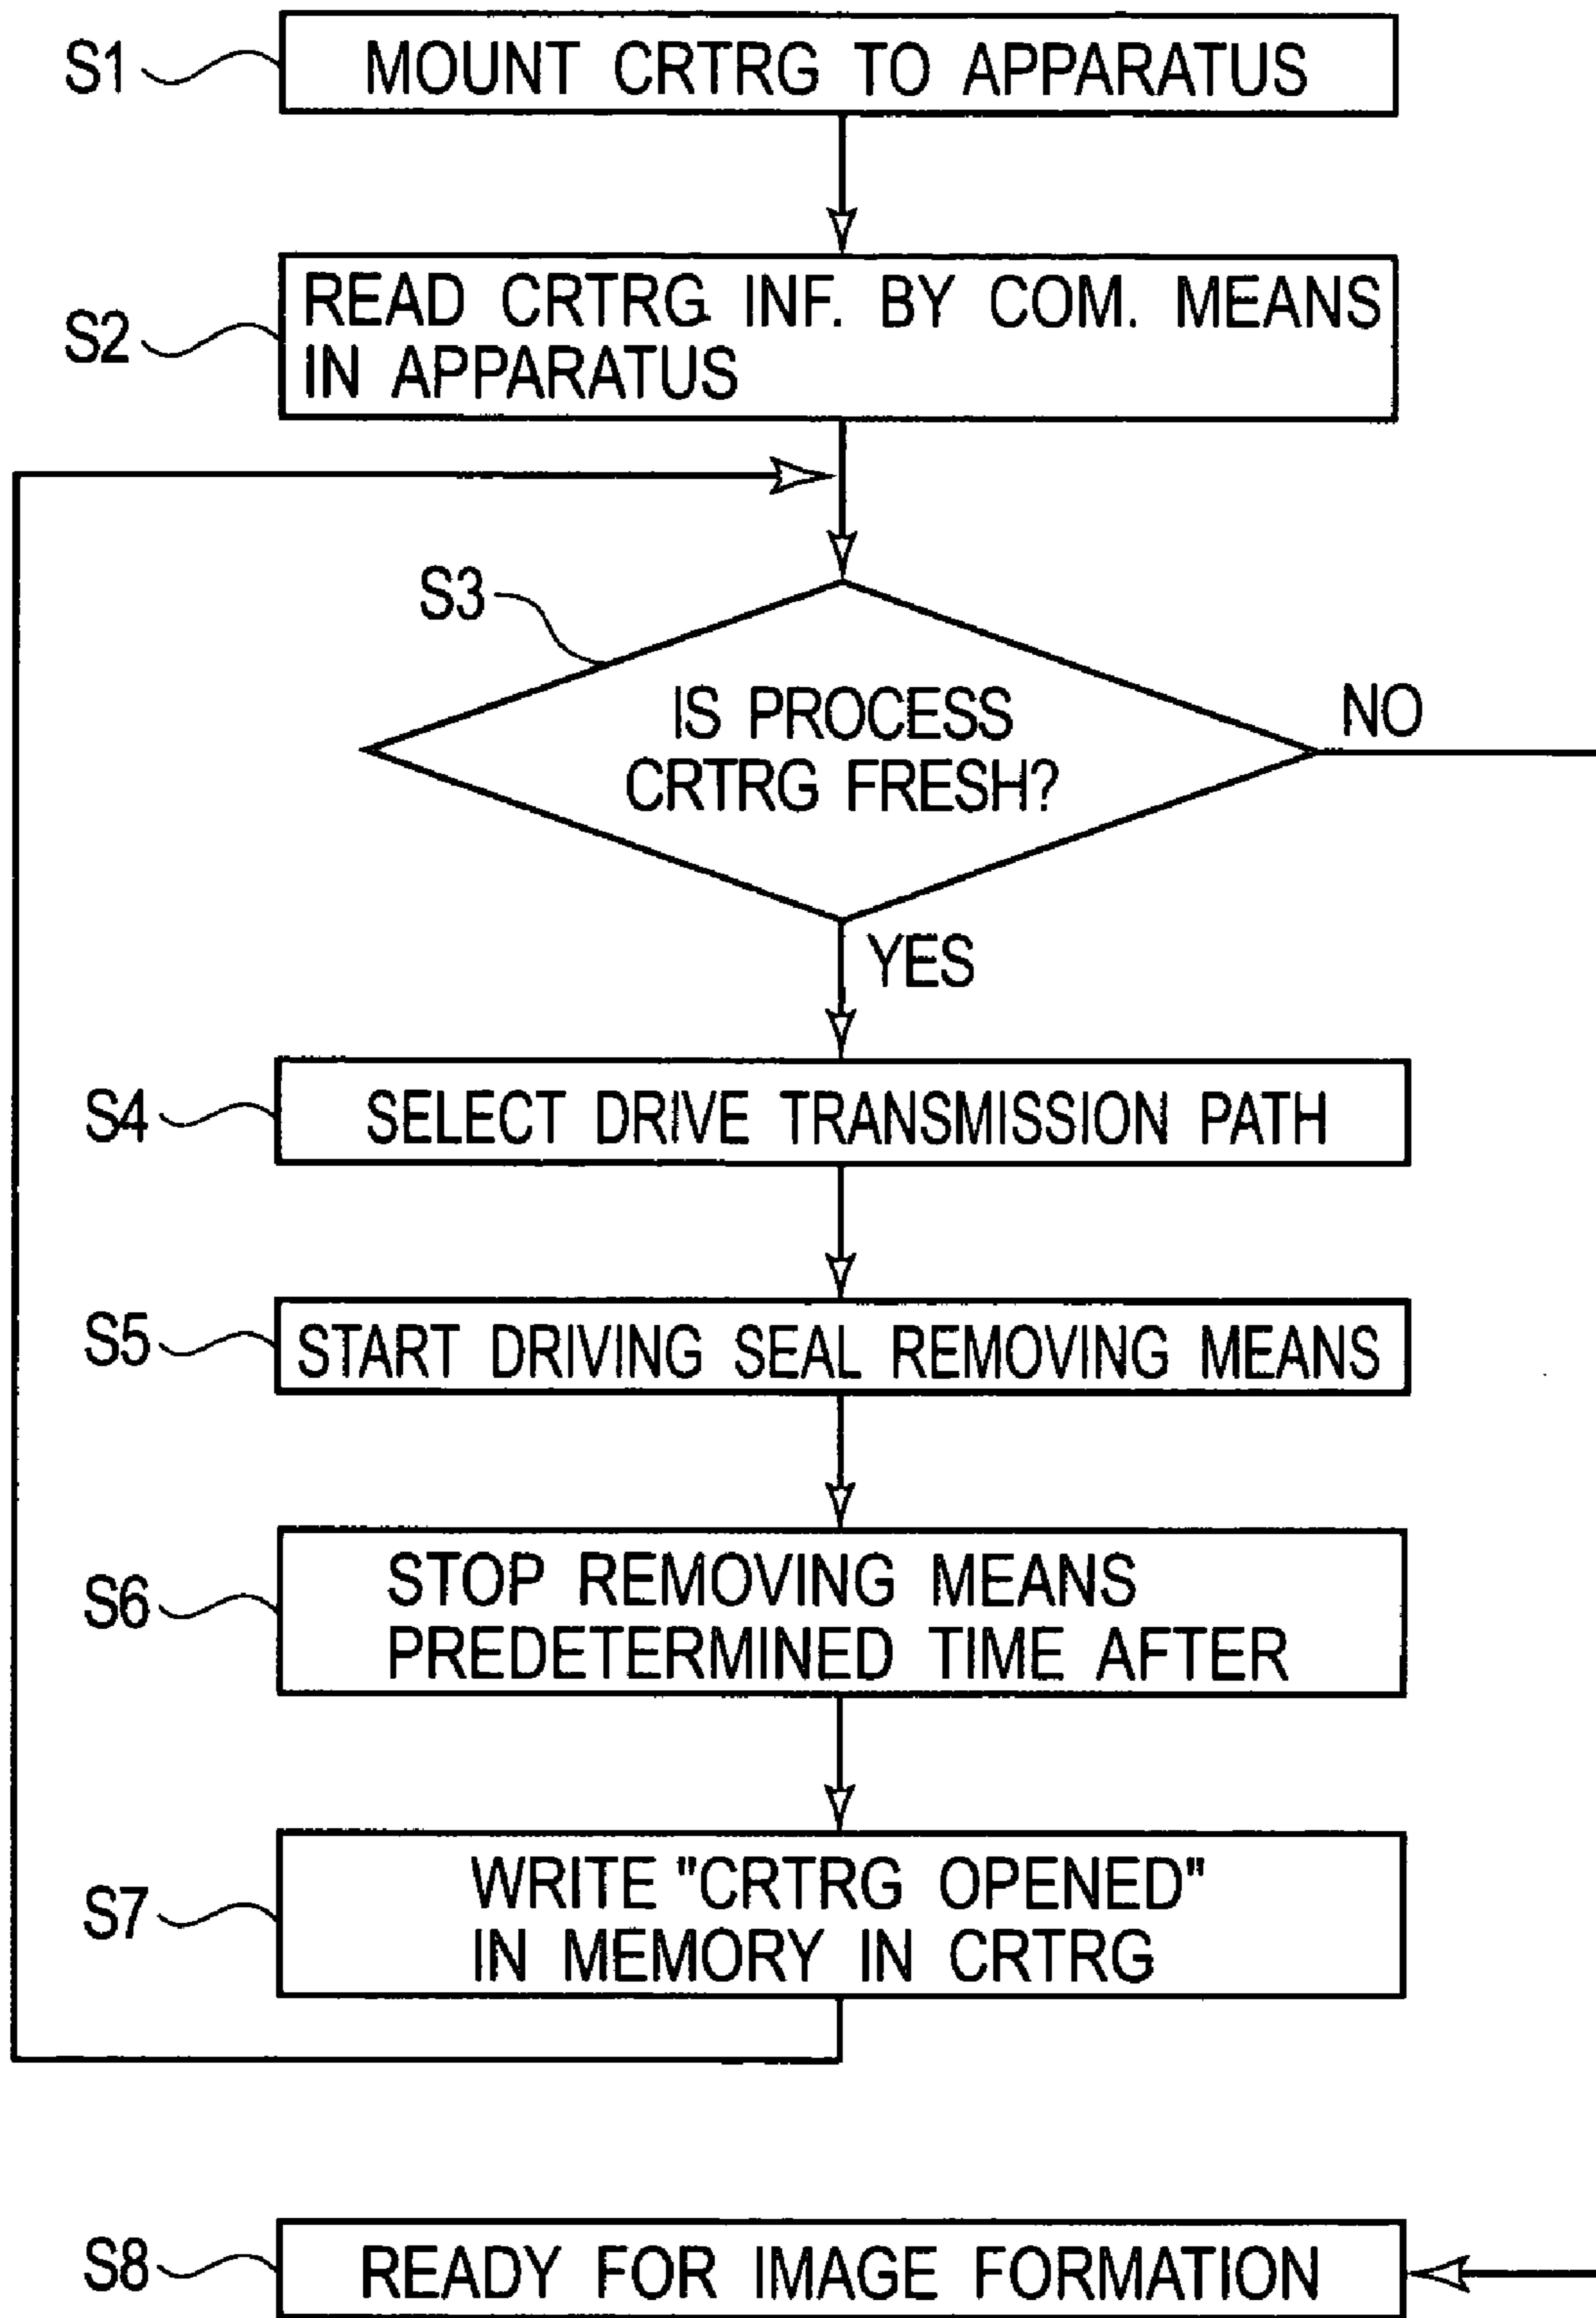 S1
MOUNT CRTRG TO APPARATUS
S2
READ CRTRG INF. BY COM. MEANS
IN APPARATUS
S3
IS PROCESS
CRTRG FRESH?
NO
YES
S4
SELECT DRIVE TRANSMISSION PATH
S5
START DRIVING SEAL REMOVING MEANS
S6
STOP REMOVING MEANS
PREDETERMINED TIME AFTER
S7
WRITE "CRTRG OPENED"
IN MEMORY IN CRTRG
S8
READY FOR IMAGE FORMATION